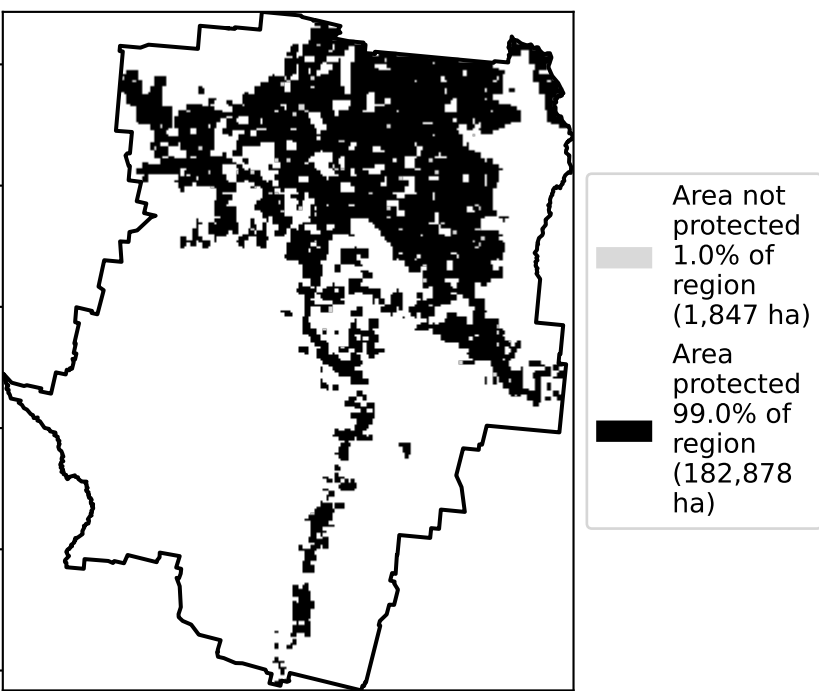 Area not
protected
1.0% of
region
(1,847 ha)
Area
protected
99.0% of
region
(182,878
ha)